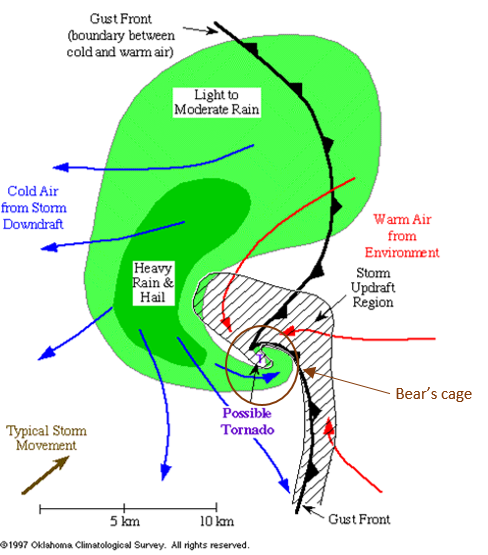 Gust Front
(boundary between
cold and warm air)
Light to
Moderate Rain
Cold Air
from Storm
Downdraft
Warm Air
from
Environment
Heavy
Rain &
Hail
Storm
Updraft
Region
T
Bear's cage
Possible
Tornado
Typical Storm
Movement
5 km
10 km
Gust Front
©1997 Oklahoma Climatological Survey. All rights reserved.